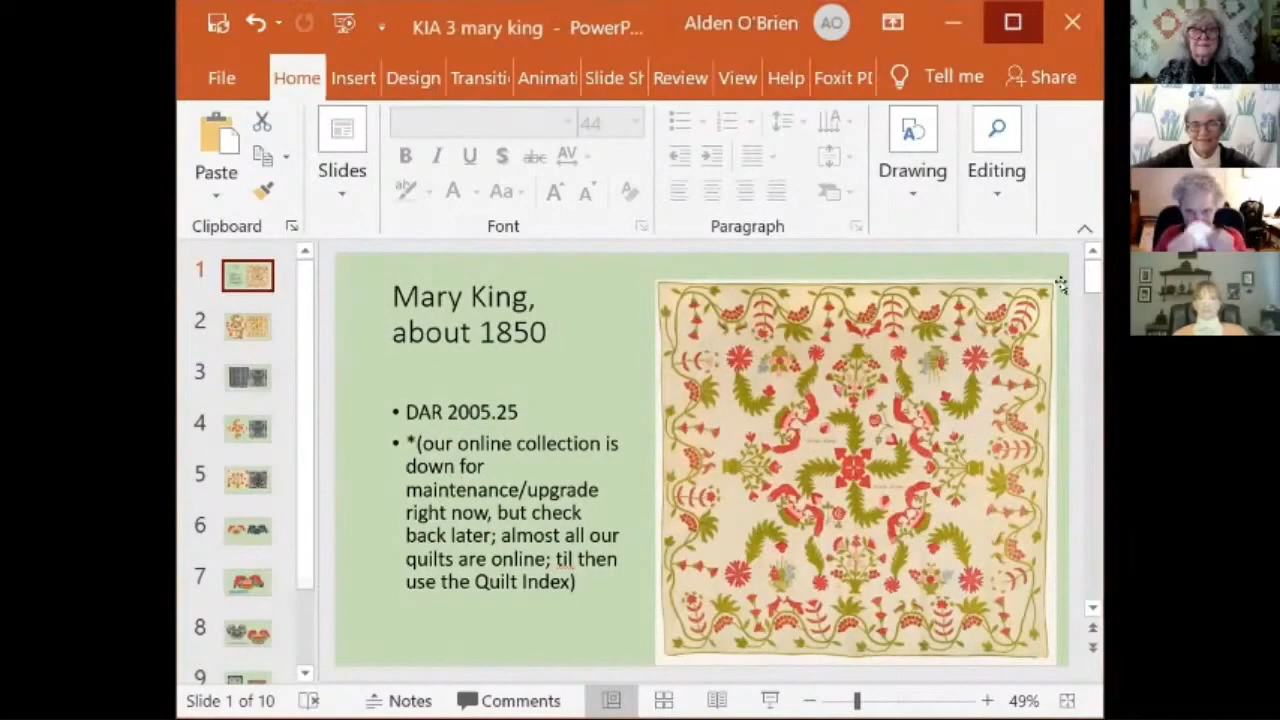 KIA 3 mary king - PowerP...
Alden O'Brien
AO
File
Home
Insert
Design
Transiti
Animati
Slide Sh
Review
View
Help
Foxit PD
Tell me
Share
Paste
Slides
44
B I U S abc AV
A Aa A A
Drawing
Editing
Clipboard
Font
Paragraph
1
2
3
4
5
6
7
8
9
Mary King,
about 1850
• DAR 2005.25
• *(our online collection is
down for
maintenance/upgrade
right now, but check
back later; almost all our
quilts are online; til then
use the Quilt Index)
Slide 1 of 10
Notes
Comments
49%